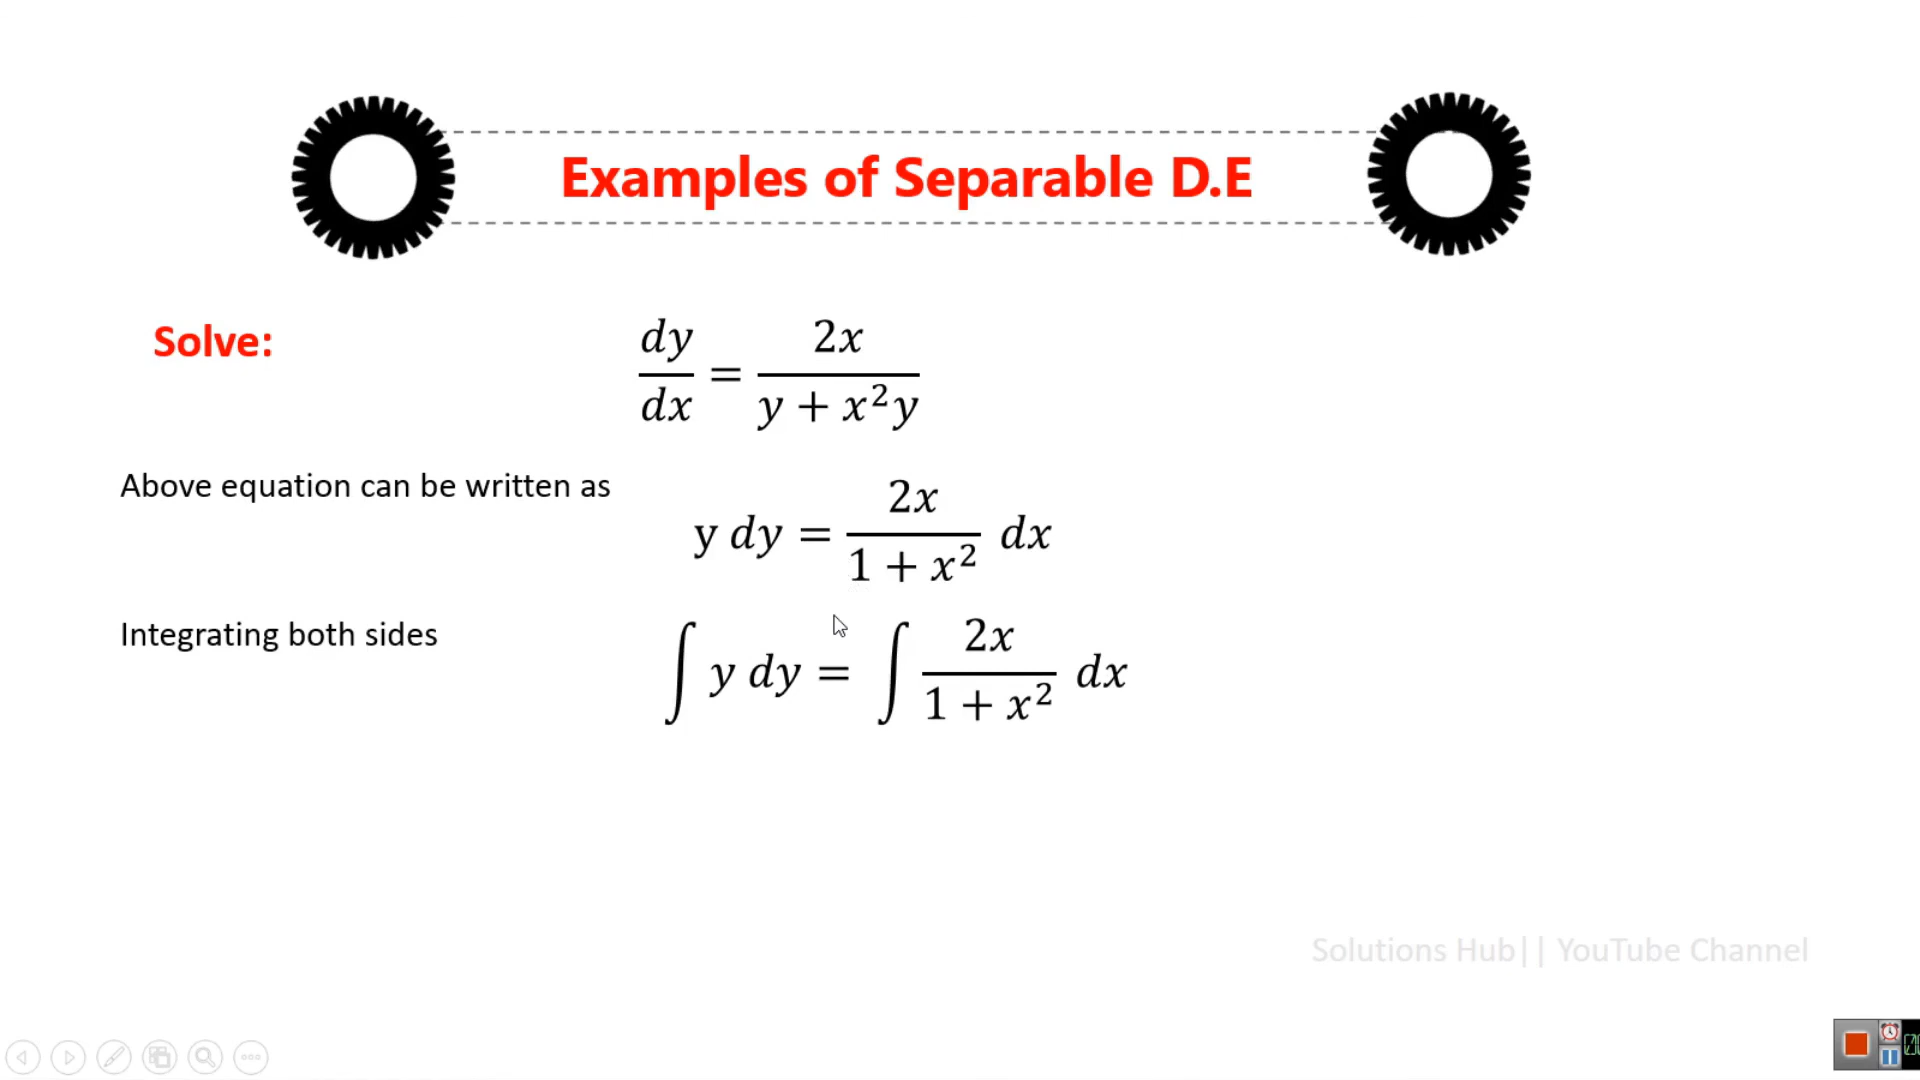 Examples of Separable D.E
Solve:
dy/dx = 2x/(y + x²y)
Above equation can be written as
y dy = 2x/(1 + x²) dx
Integrating both sides
∫ y dy = ∫ 2x/(1 + x²) dx
Solutions Hub|| YouTube Channel